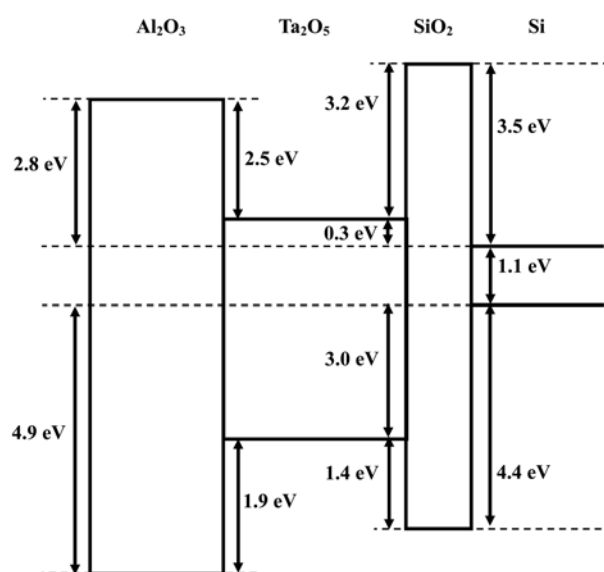 Al₂O₃ Ta₂O₅ SiO₂ Si
3.2 eV 3.5 eV
2.8 eV 2.5 eV
0.3 eV
1.1 eV
3.0 eV
4.9 eV
1.4 eV 4.4 eV
1.9 eV